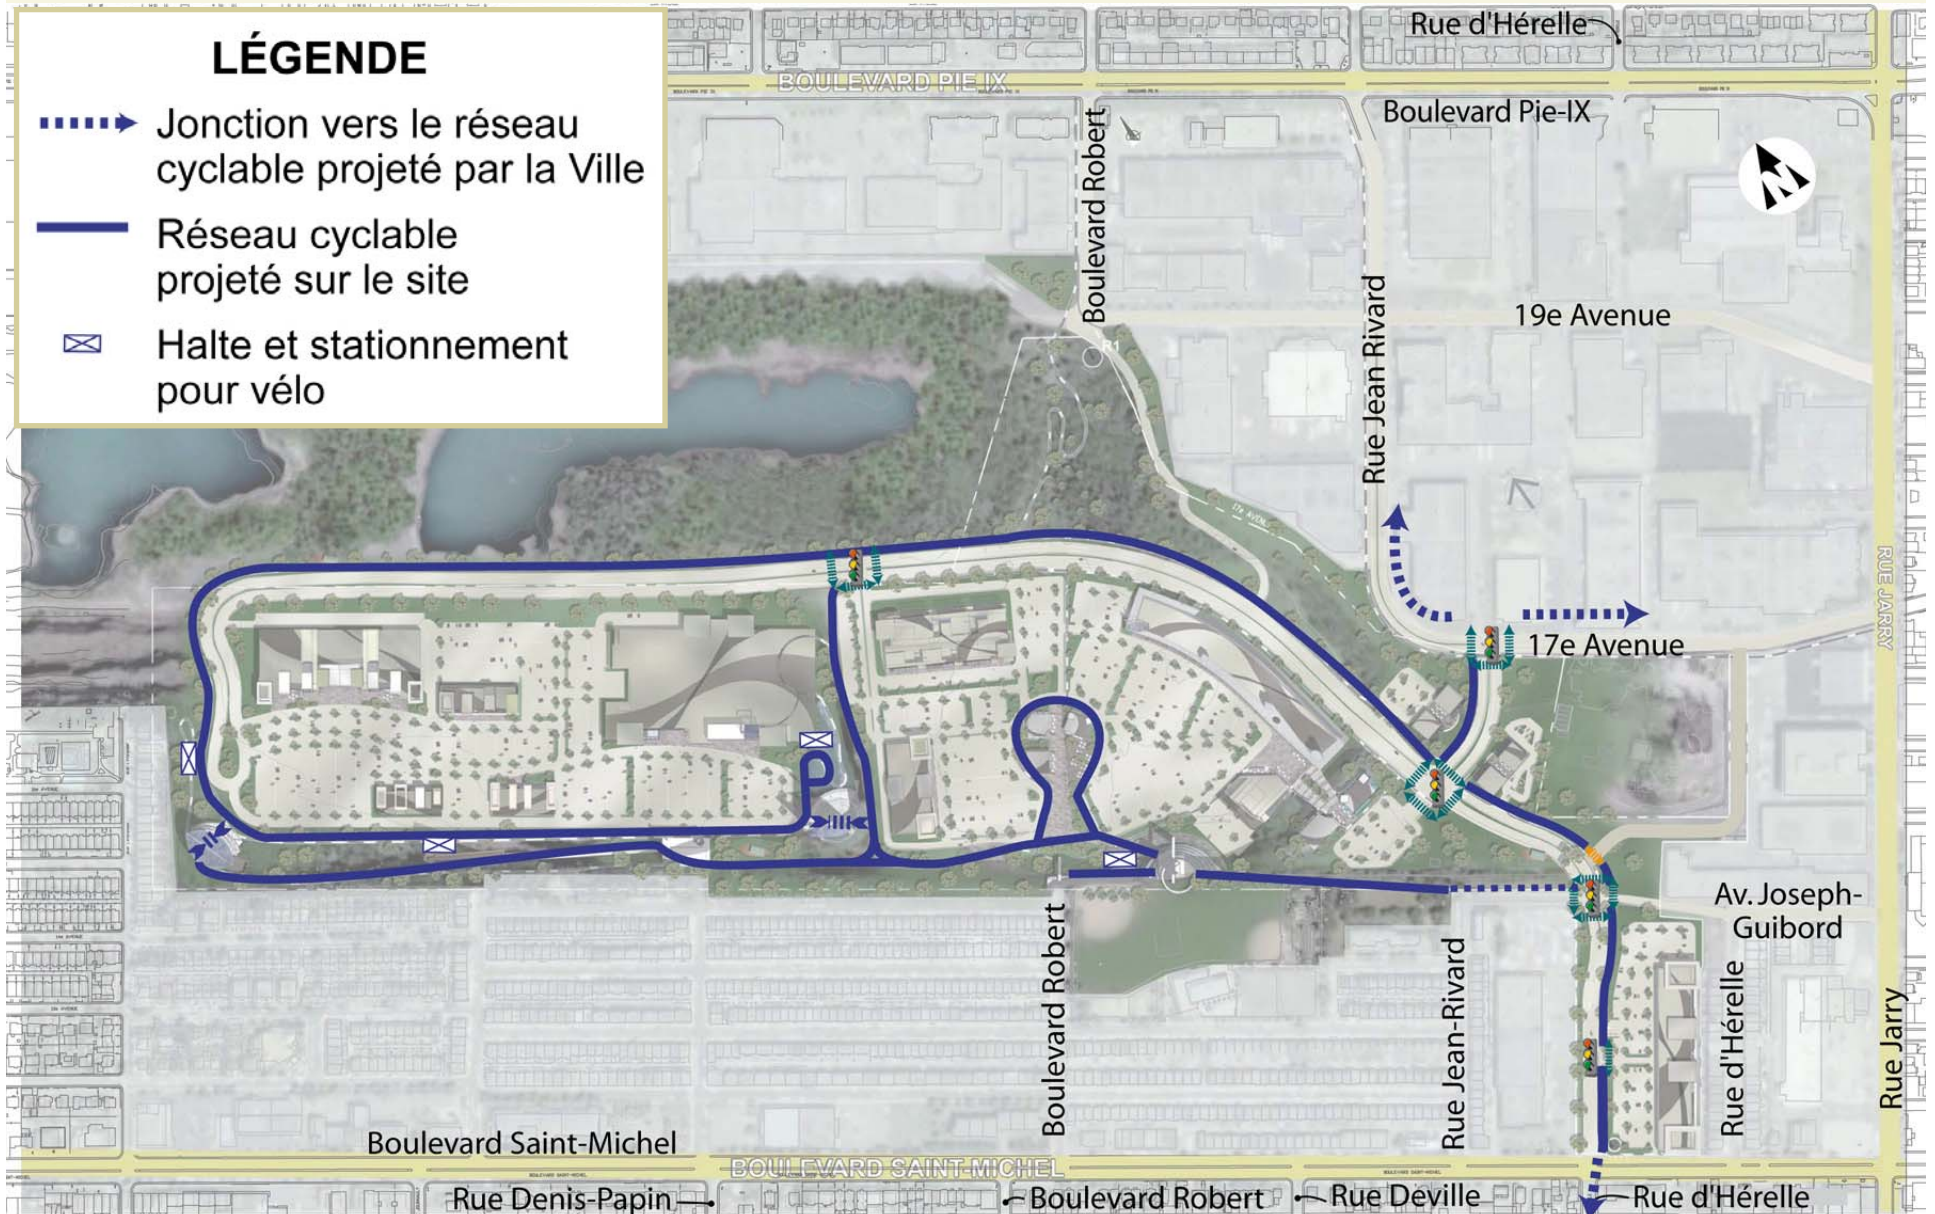 LÉGENDE
Jonction vers le réseau
cyclable projeté par la Ville
Réseau cyclable
projeté sur le site
Halte et stationnement
pour vélo
Rue d'Hérelle
BOULEVARD PIE IX
Boulevard Pie-IX
Boulevard Robert
Rue Jean Rivard
19e Avenue
R1
17e AVENUE
RUE JARRY
17e Avenue
Av. Joseph-
Guibord
Boulevard Robert
Rue Jean-Rivard
Rue d'Hérelle
Rue Jarry
Boulevard Saint-Michel
BOULEVARD SAINT-MICHEL
Rue Denis-Papin
Boulevard Robert
Rue Deville
Rue d'Hérelle